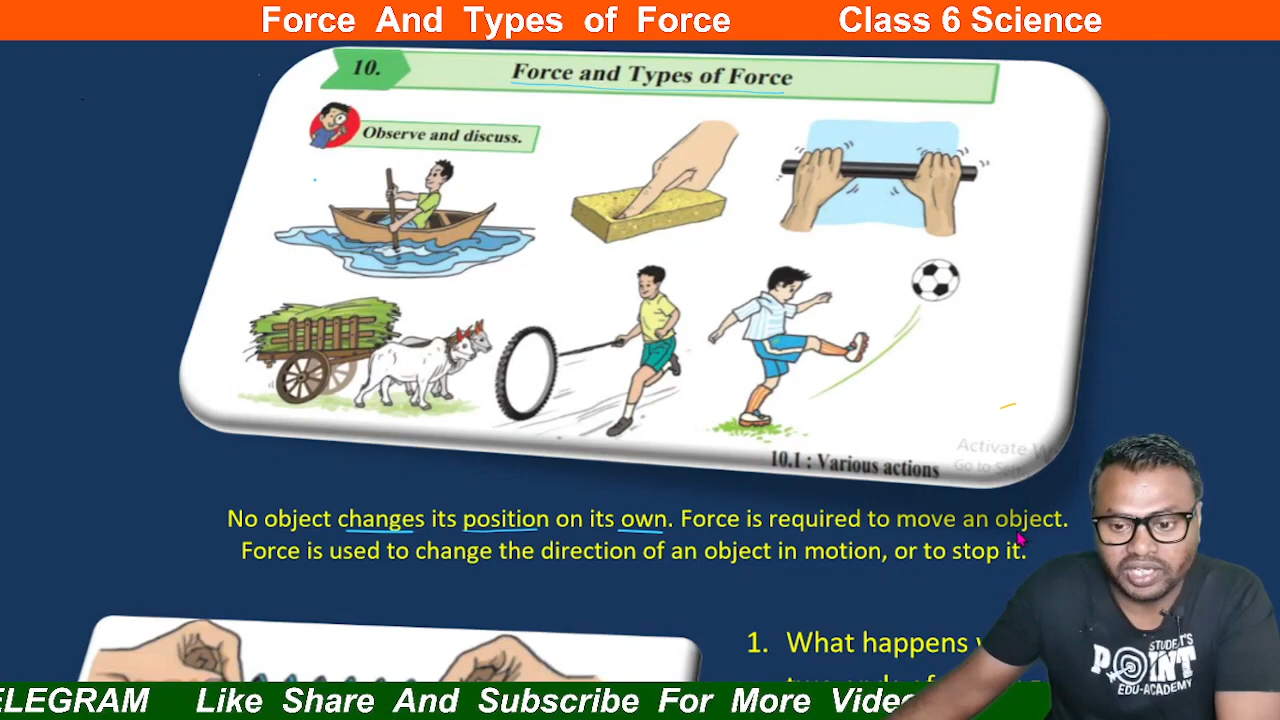 Force And Types of Force Class 6 Science
10. Force and Types of Force
Observe and discuss.
Activate
10.1 : Various actions
Go to
No object changes its position on its own. Force is required to move an object.
Force is used to change the direction of an object in motion, or to stop it.
1. What happens
STUDENT'S
POINT
EDU-ACADEMY
ELEGRAM Like Share And Subscribe For More